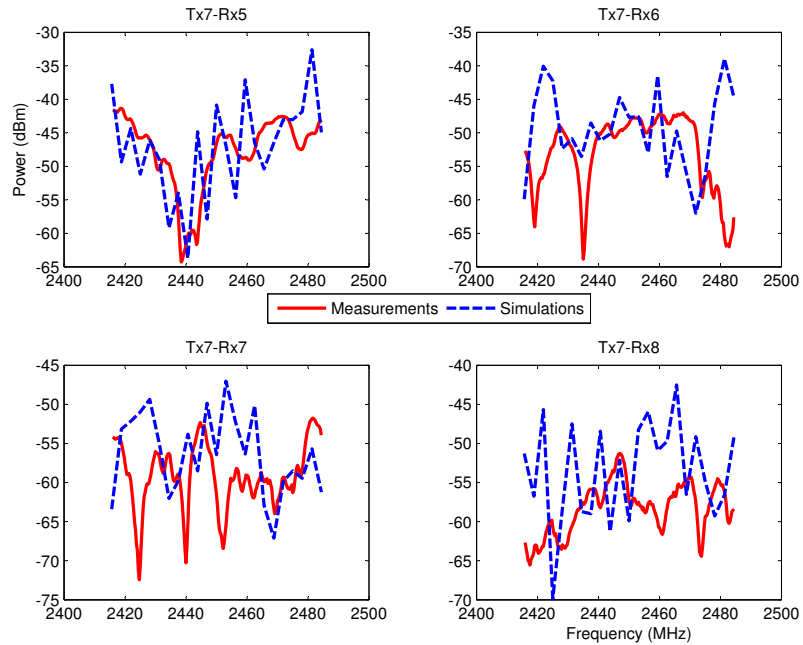 Tx7-Rx5
Tx7-Rx6
-30
-35
-40
-45
-50
-55
-60
-65
Power (dBm)
2400 2420 2440 2460 2480 2500
-35
-40
-45
-50
-55
-60
-65
-70
2400 2420 2440 2460 2480 2500
Measurements Simulations
Tx7-Rx7
Tx7-Rx8
-45
-50
-55
-60
-65
-70
-75
2400 2420 2440 2460 2480 2500
-40
-45
-50
-55
-60
-65
-70
2400 2420 2440 2460 2480 2500
Frequency (MHz)